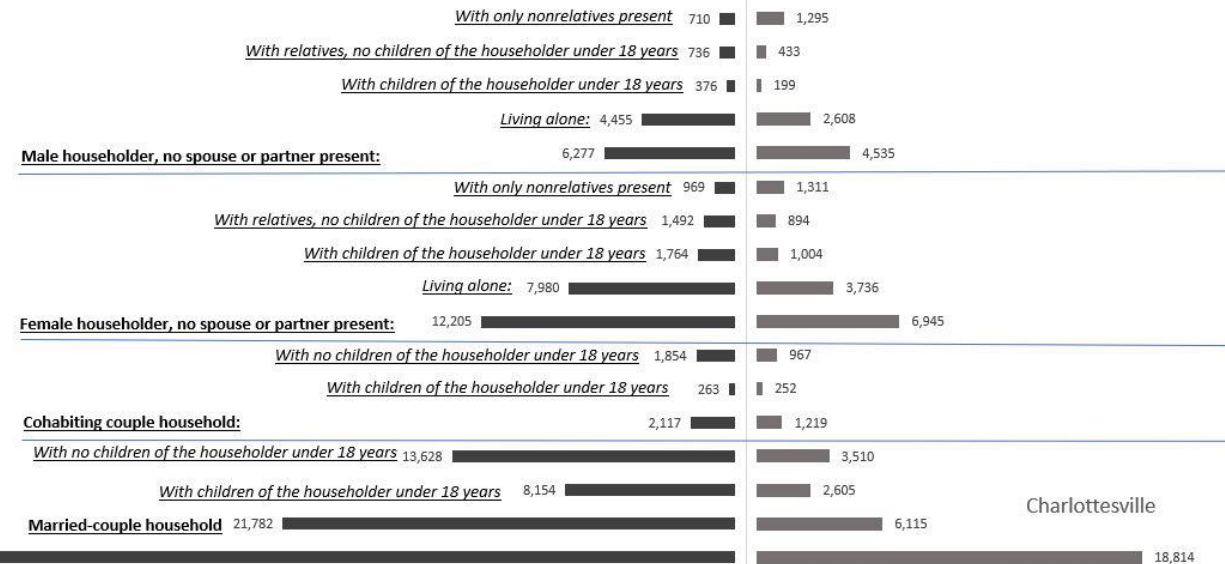 With only nonrelatives present 710 1,295
With relatives, no children of the householder under 18 years 736 433
With children of the householder under 18 years 376 199
Living alone: 4,455 2,608
Male householder, no spouse or partner present: 6,277 4,535
With only nonrelatives present 969 1,311
With relatives, no children of the householder under 18 years 1,492 894
With children of the householder under 18 years 1,764 1,004
Living alone: 7,980 3,736
Female householder, no spouse or partner present: 12,205 6,945
With no children of the householder under 18 years 1,854 967
With children of the householder under 18 years 263 252
Cohabiting couple household: 2,117 1,219
With no children of the householder under 18 years 13,628 3,510
With children of the householder under 18 years 8,154 2,605
Charlottesville
Married-couple household 21,782 6,115
18,814